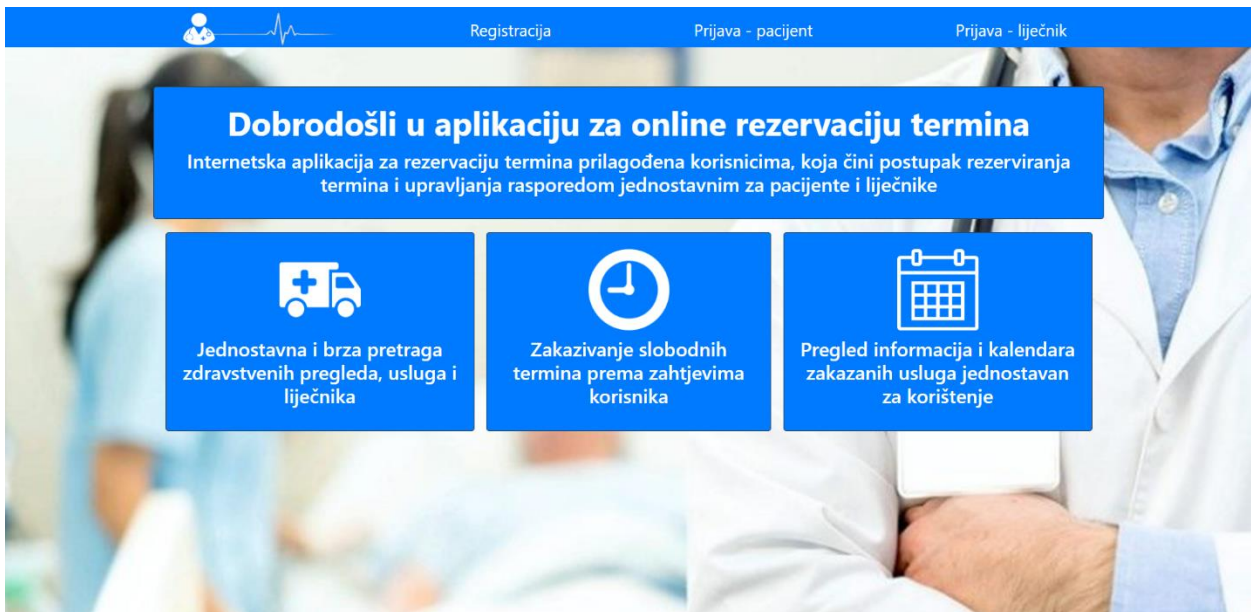 Registracija
Prijava - pacijent
Prijava - liječnik
Dobrodošli u aplikaciju za online rezervaciju termina
Internetska aplikacija za rezervaciju termina prilagođena korisnicima, koja čini postupak rezerviranja
termina i upravljanja rasporedom jednostavnim za pacijente i liječnike
Jednostavna i brza pretraga
zdravstvenih pregleda, usluga i
liječnika
Zakazivanje slobodnih
termina prema zahtjevima
korisnika
Pregled informacija i kalendara
zakazanih usluga jednostavan
za korištenje